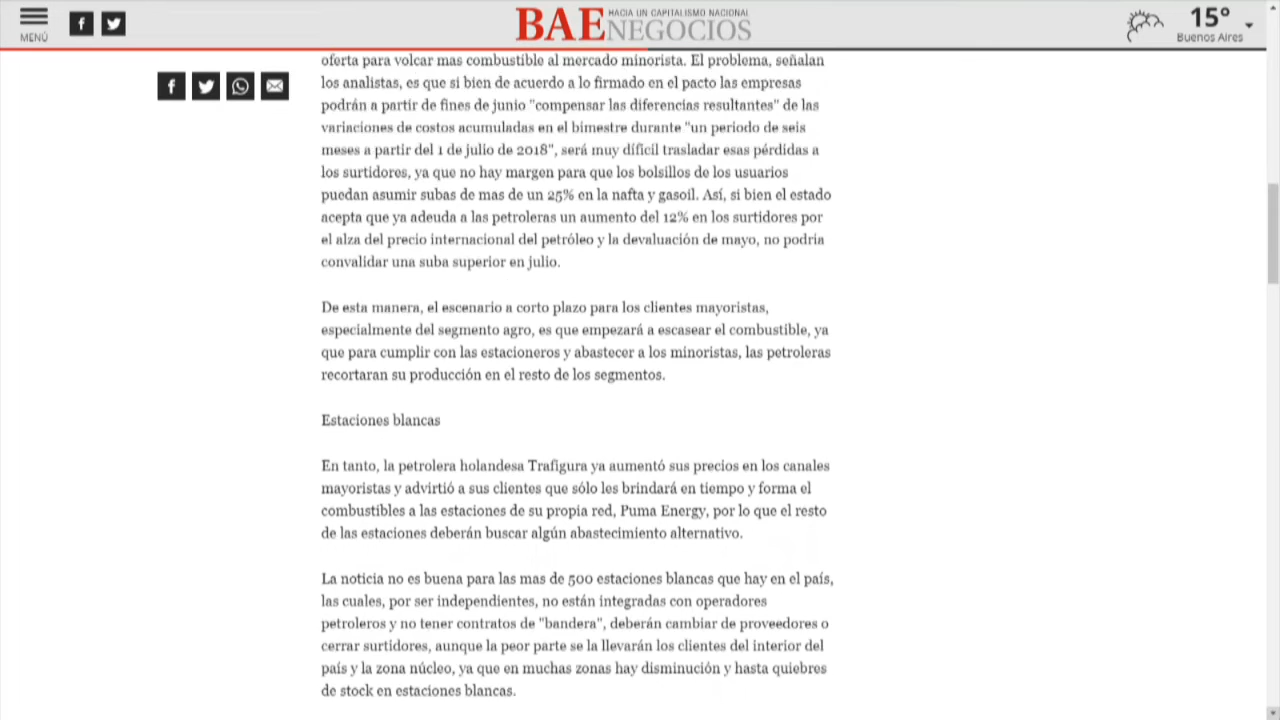 MENÚ
BAE
HACIA UN CAPITALISMO NACIONAL
NEGOCIOS
15°
Buenos Aires
oferta para volcar mas combustible al mercado minorista. El problema, señalan
los analistas, es que si bien de acuerdo a lo firmado en el pacto las empresas
podrán a partir de fines de junio "compensar las diferencias resultantes" de las
variaciones de costos acumuladas en el bimestre durante "un periodo de seis
meses a partir del 1 de julio de 2018", será muy díficil trasladar esas pérdidas a
los surtidores, ya que no hay margen para que los bolsillos de los usuarios
puedan asumir subas de mas de un 25% en la nafta y gasoil. Así, si bien el estado
acepta que ya adeuda a las petroleras un aumento del 12% en los surtidores por
el alza del precio internacional del petróleo y la devaluación de mayo, no podría
convalidar una suba superior en julio.
De esta manera, el escenario a corto plazo para los clientes mayoristas,
especialmente del segmento agro, es que empezará a escasear el combustible, ya
que para cumplir con las estacioneros y abastecer a los minoristas, las petroleras
recortaran su producción en el resto de los segmentos.
Estaciones blancas
En tanto, la petrolera holandesa Trafigura ya aumentó sus precios en los canales
mayoristas y advirtió a sus clientes que sólo les brindará en tiempo y forma el
combustibles a las estaciones de su propia red, Puma Energy, por lo que el resto
de las estaciones deberán buscar algún abastecimiento alternativo.
La noticia no es buena para las mas de 500 estaciones blancas que hay en el país,
las cuales, por ser independientes, no están integradas con operadores
petroleros y no tener contratos de "bandera", deberán cambiar de proveedores o
cerrar surtidores, aunque la peor parte se la llevarán los clientes del interior del
país y la zona núcleo, ya que en muchas zonas hay disminución y hasta quiebres
de stock en estaciones blancas.